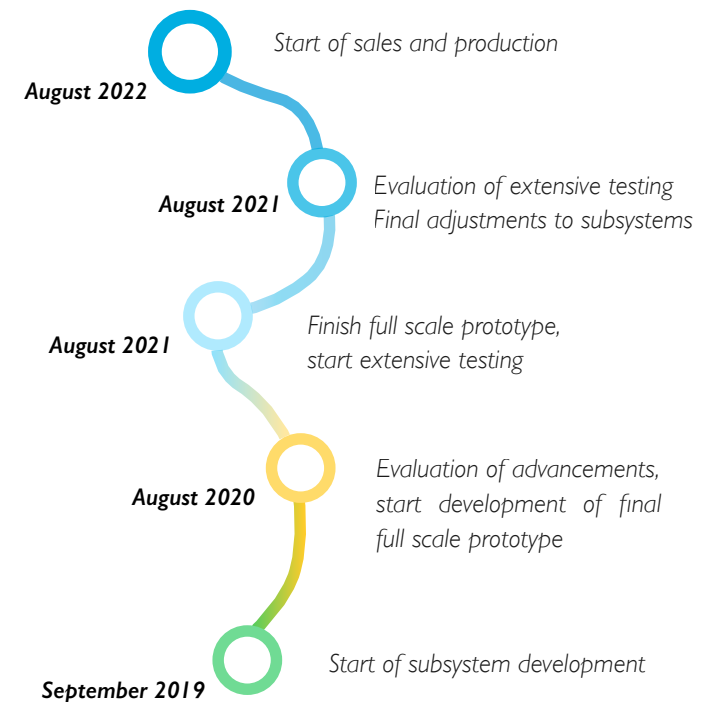 Start of sales and production
August 2022
Evaluation of extensive testing
August 2021
Final adjustments to subsystems
Finish full scale prototype,
August 2021
start extensive testing
Evaluation of advancements,
August 2020
start development of final
full scale prototype
Start of subsystem development
September 2019